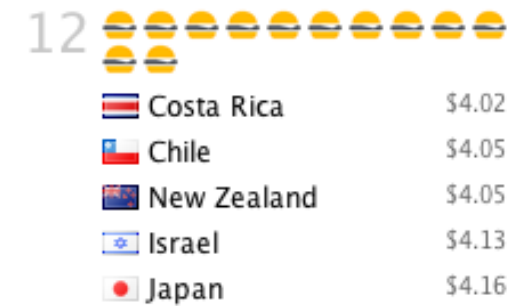 12
Costa Rica $4.02
Chile $4.05
New Zealand $4.05
Israel $4.13
Japan $4.16